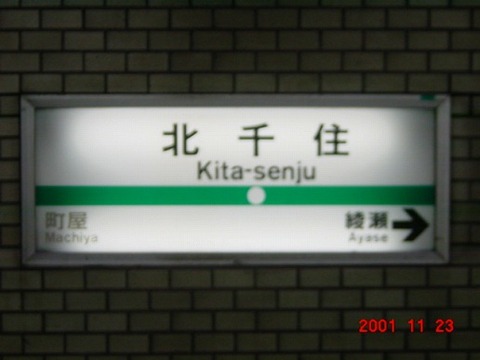 北千住
Kita-senju
町屋 綾瀬
Machiya Ayase
2001 11 23